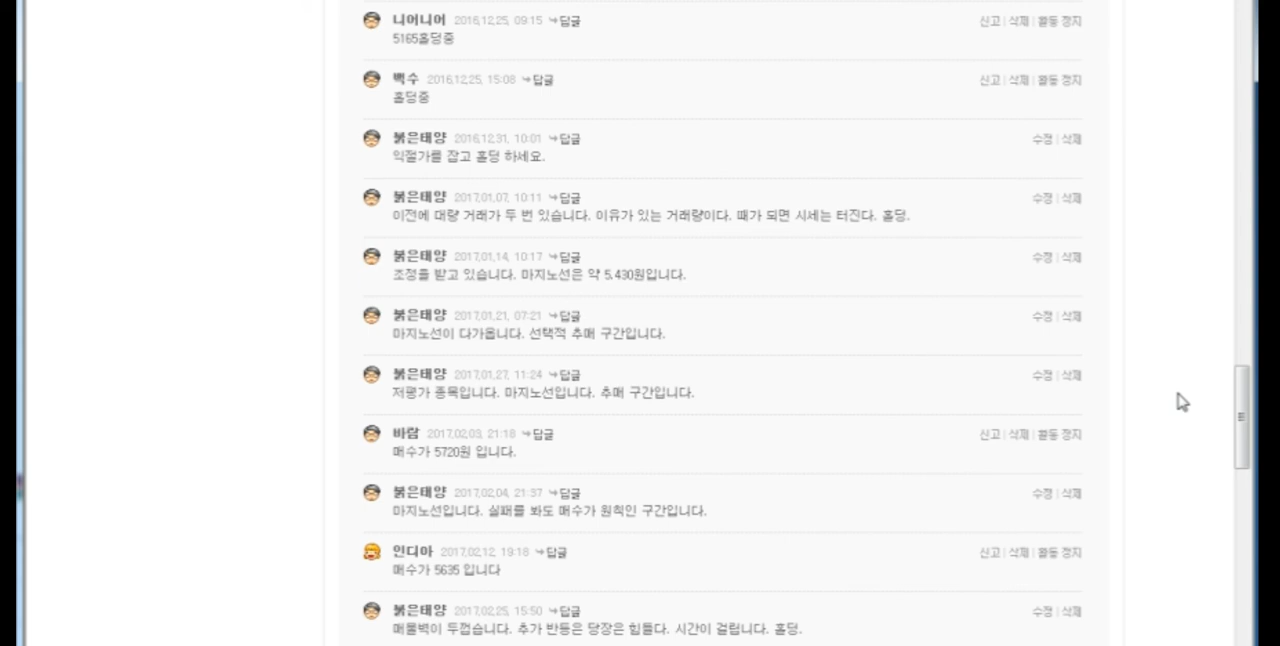 니어니어 2016.12.25. 09:15 답글 신고 | 삭제 | 활동 정지
5165홀딩중
백수 2016.12.25. 15:08 답글 신고 | 삭제 | 활동 정지
홀딩중
붉은태양 2016.12.31. 10:01 답글 수정 | 삭제
익절가를 잡고 홀딩 하세요.
붉은태양 2017.01.07. 10:11 답글 수정 | 삭제
이전에 대량 거래가 두 번 있습니다. 이유가 있는 거래량이다. 때가 되면 시세는 터진다. 홀딩.
붉은태양 2017.01.14. 10:17 답글 수정 | 삭제
조정를 받고 있습니다. 마지노선은 약 5.430원입니다.
붉은태양 2017.01.21. 07:21 답글 수정 | 삭제
마지노선이 다가옵니다. 선택적 추매 구간입니다.
붉은태양 2017.01.27. 11:24 답글 수정 | 삭제
저평가 종목입니다. 마지노선입니다. 추매 구간입니다.
바람 2017.02.03. 21:18 답글 신고 | 삭제 | 활동 정지
매수가 5720원 입니다.
붉은태양 2017.02.04. 21:37 답글 수정 | 삭제
마지노선입니다. 실패를 봐도 매수가 원칙인 구간입니다.
인디아 2017.02.12. 19:18 답글 신고 | 삭제 | 활동 정지
매수가 5635 입니다
붉은태양 2017.02.25. 15:50 답글 수정 | 삭제
매물벽이 두껍습니다. 추가 반등은 당장은 힘들다. 시간이 걸립니다. 홀딩.